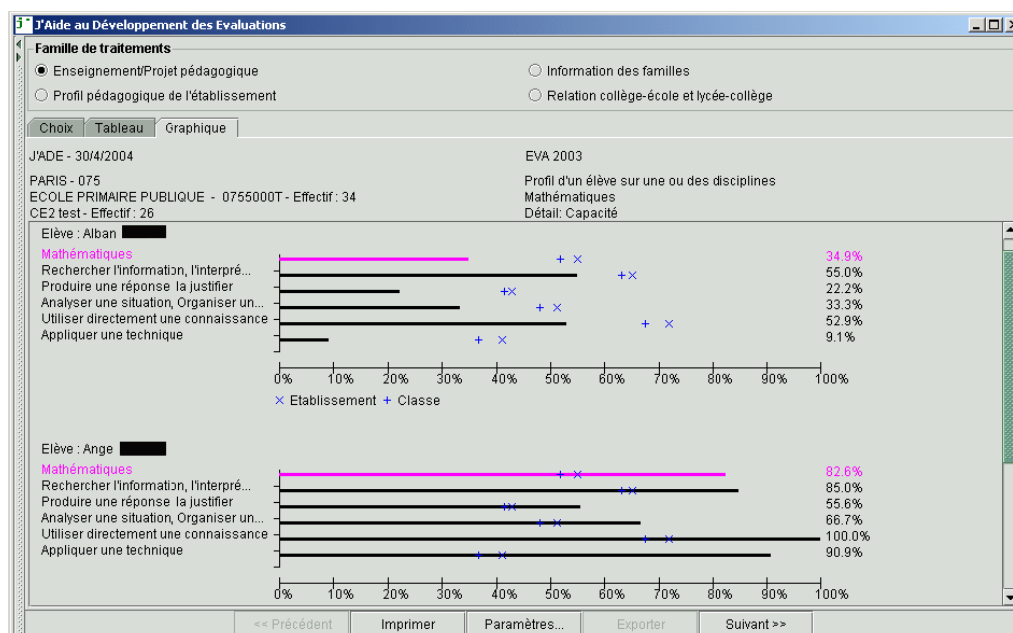 J'Aide au Développement des Evaluations
Famille de traitements
Enseignement/Projet pédagogique
Information des familles
Profil pédagogique de l'établissement
Relation collège-école et lycée-collège
Choix Tableau Graphique
J'ADE - 30/4/2004 EVA 2003
PARIS - 075 Profil d'un élève sur une ou des disciplines
ECOLE PRIMAIRE PUBLIQUE - 0755000T - Effectif : 34 Mathématiques
CE2 test - Effectif : 26 Détail: Capacité
Elève : Alban
Mathématiques 34.9%
Rechercher l'information, l'interpré... 55.0%
Produire une réponse la justifier 22.2%
Analyser une situation, Organiser un... 33.3%
Utiliser directement une connaissance 52.9%
Appliquer une technique 9.1%
0% 10% 20% 30% 40% 50% 60% 70% 80% 90% 100%
× Etablissement + Classe
Elève : Ange
Mathématiques 82.6%
Rechercher l'information, l'interpré... 85.0%
Produire une réponse la justifier 55.6%
Analyser une situation, Organiser un... 66.7%
Utiliser directement une connaissance 100.0%
Appliquer une technique 90.9%
0% 10% 20% 30% 40% 50% 60% 70% 80% 90% 100%
<< Précédent Imprimer Paramètres... Exporter Suivant >>